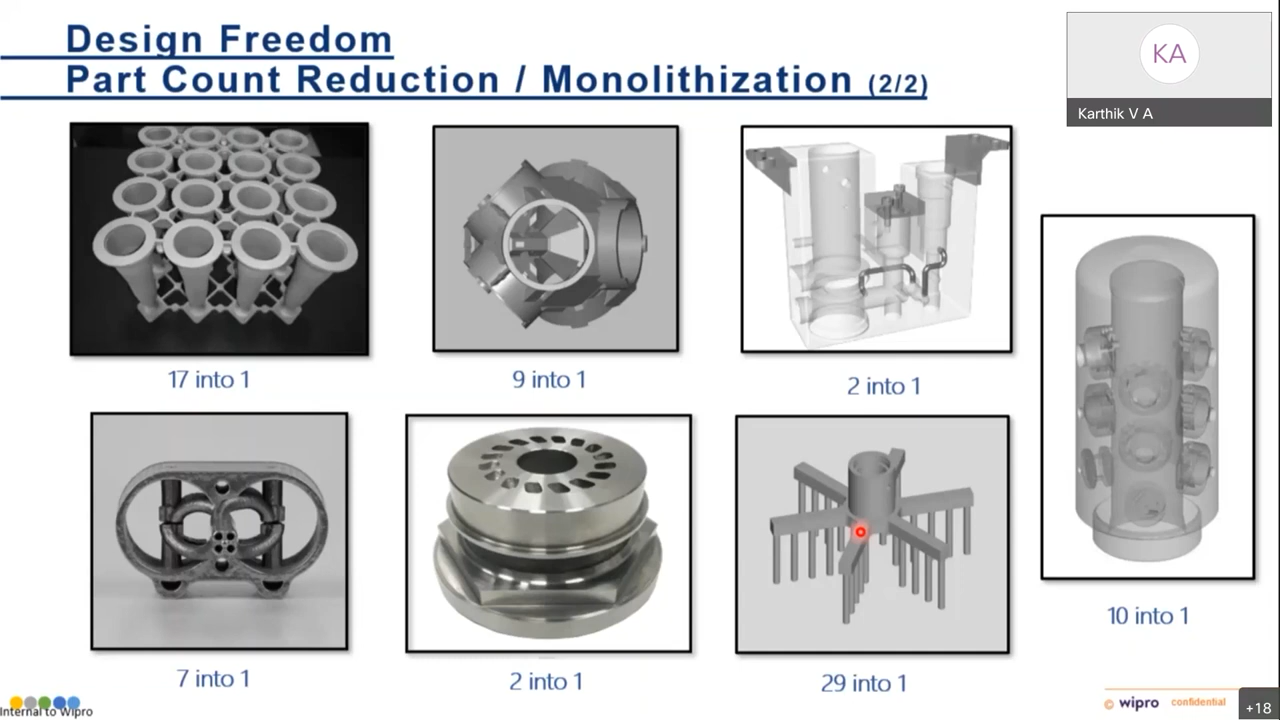 Design Freedom
Part Count Reduction / Monolithization (2/2)
KA
Karthik V A
17 into 1
9 into 1
2 into 1
7 into 1
2 into 1
29 into 1
10 into 1
Internal to Wipro
© wipro confidential
+18